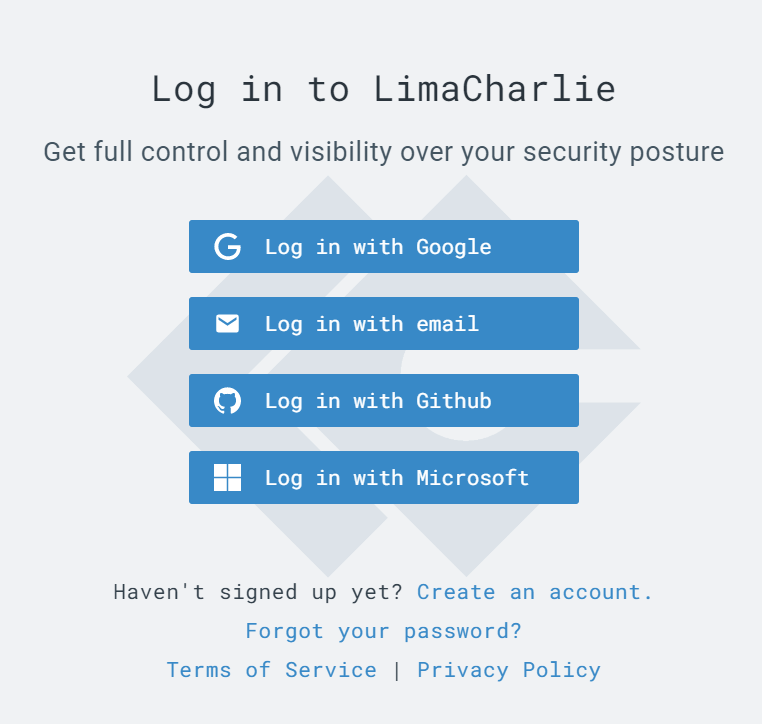 Log in to LimaCharlie
Get full control and visibility over your security posture
Log in with Google
Log in with email
Log in with Github
Log in with Microsoft
Haven't signed up yet? Create an account.
Forgot your password?
Terms of Service | Privacy Policy